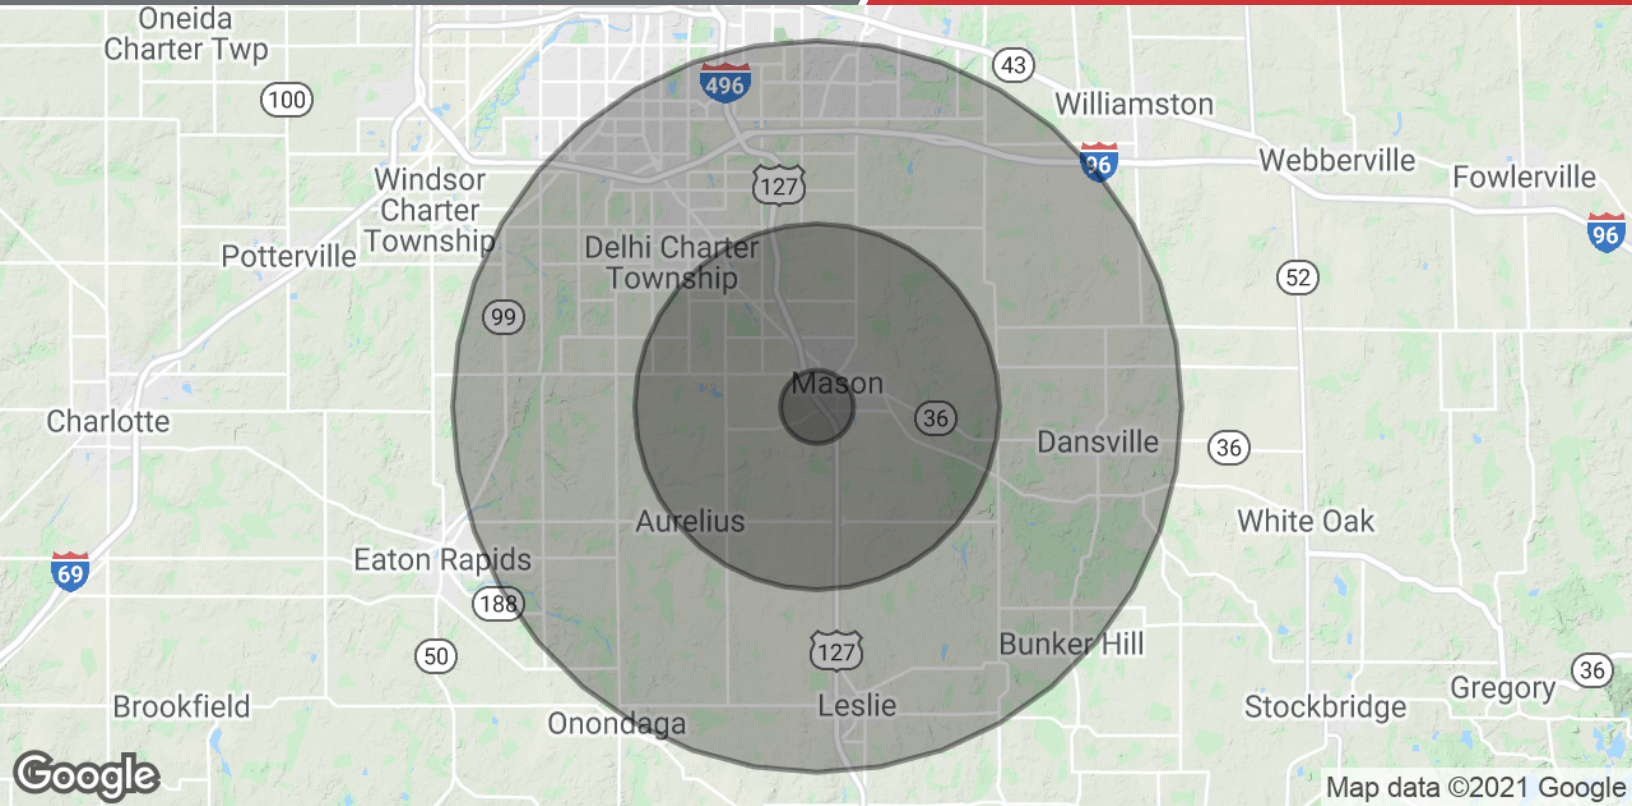 Oneida
Charter Twp
43
496
100
Williamston
Webberville
96
Fowlerville
Windsor
Charter
Township
127
96
Potterville
Delhi Charter
Township
52
99
Mason
Charlotte
36
Dansville
36
Aurelius
White Oak
Eaton Rapids
69
188
50
127
Bunker Hill
36
Gregory
Brookfield
Leslie
Stockbridge
Onondaga
Google
Map data ©2021 Google